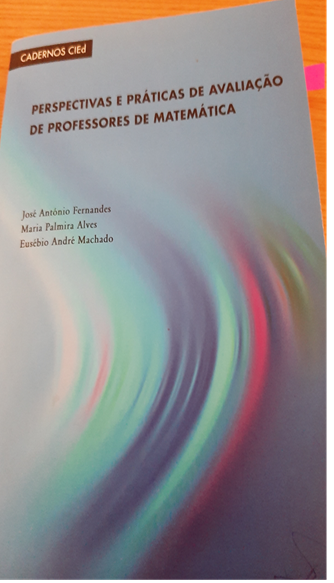 CADERNOS CIEd
PERSPECTIVAS E PRÁTICAS DE AVALIAÇÃO
DE PROFESSORES DE MATEMÁTICA
José António Fernandes
Maria Palmira Alves
Eusébio André Machado